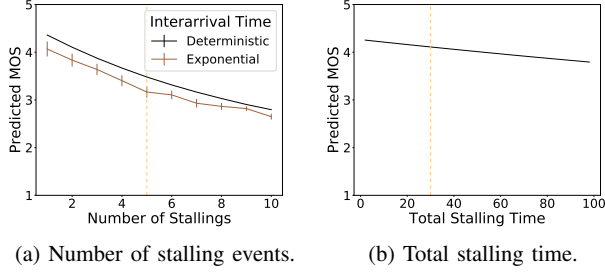 Predicted MOS
5
4
3
2
1
Interarrival Time
Deterministic
Exponential
2
4
6
8
10
Number of Stallings
(a) Number of stalling events.
Predicted MOS
5
4
3
2
1
0
20
40
60
80
100
Total Stalling Time
(b) Total stalling time.